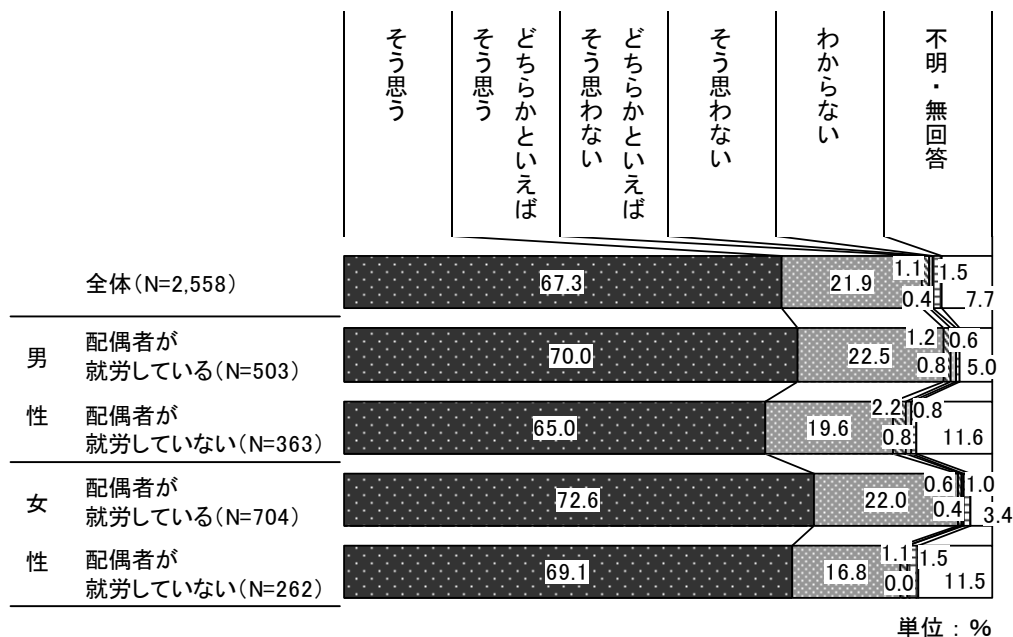 そう思う
どちらかといえば
そう思う
どちらかといえば
そう思わない
そう思わない
わからない
不明・無回答
全体(N=2,558)
67.3
21.9
1.1
0.4
1.5
7.7
男
性
配偶者が
就労している(N=503)
70.0
22.5
1.2
0.8
0.6
5.0
配偶者が
就労していない(N=363)
65.0
19.6
2.2
0.8
0.8
11.6
女
性
配偶者が
就労している(N=704)
72.6
22.0
0.6
0.4
1.0
3.4
配偶者が
就労していない(N=262)
69.1
16.8
1.1
0.0
1.5
11.5
単位:%